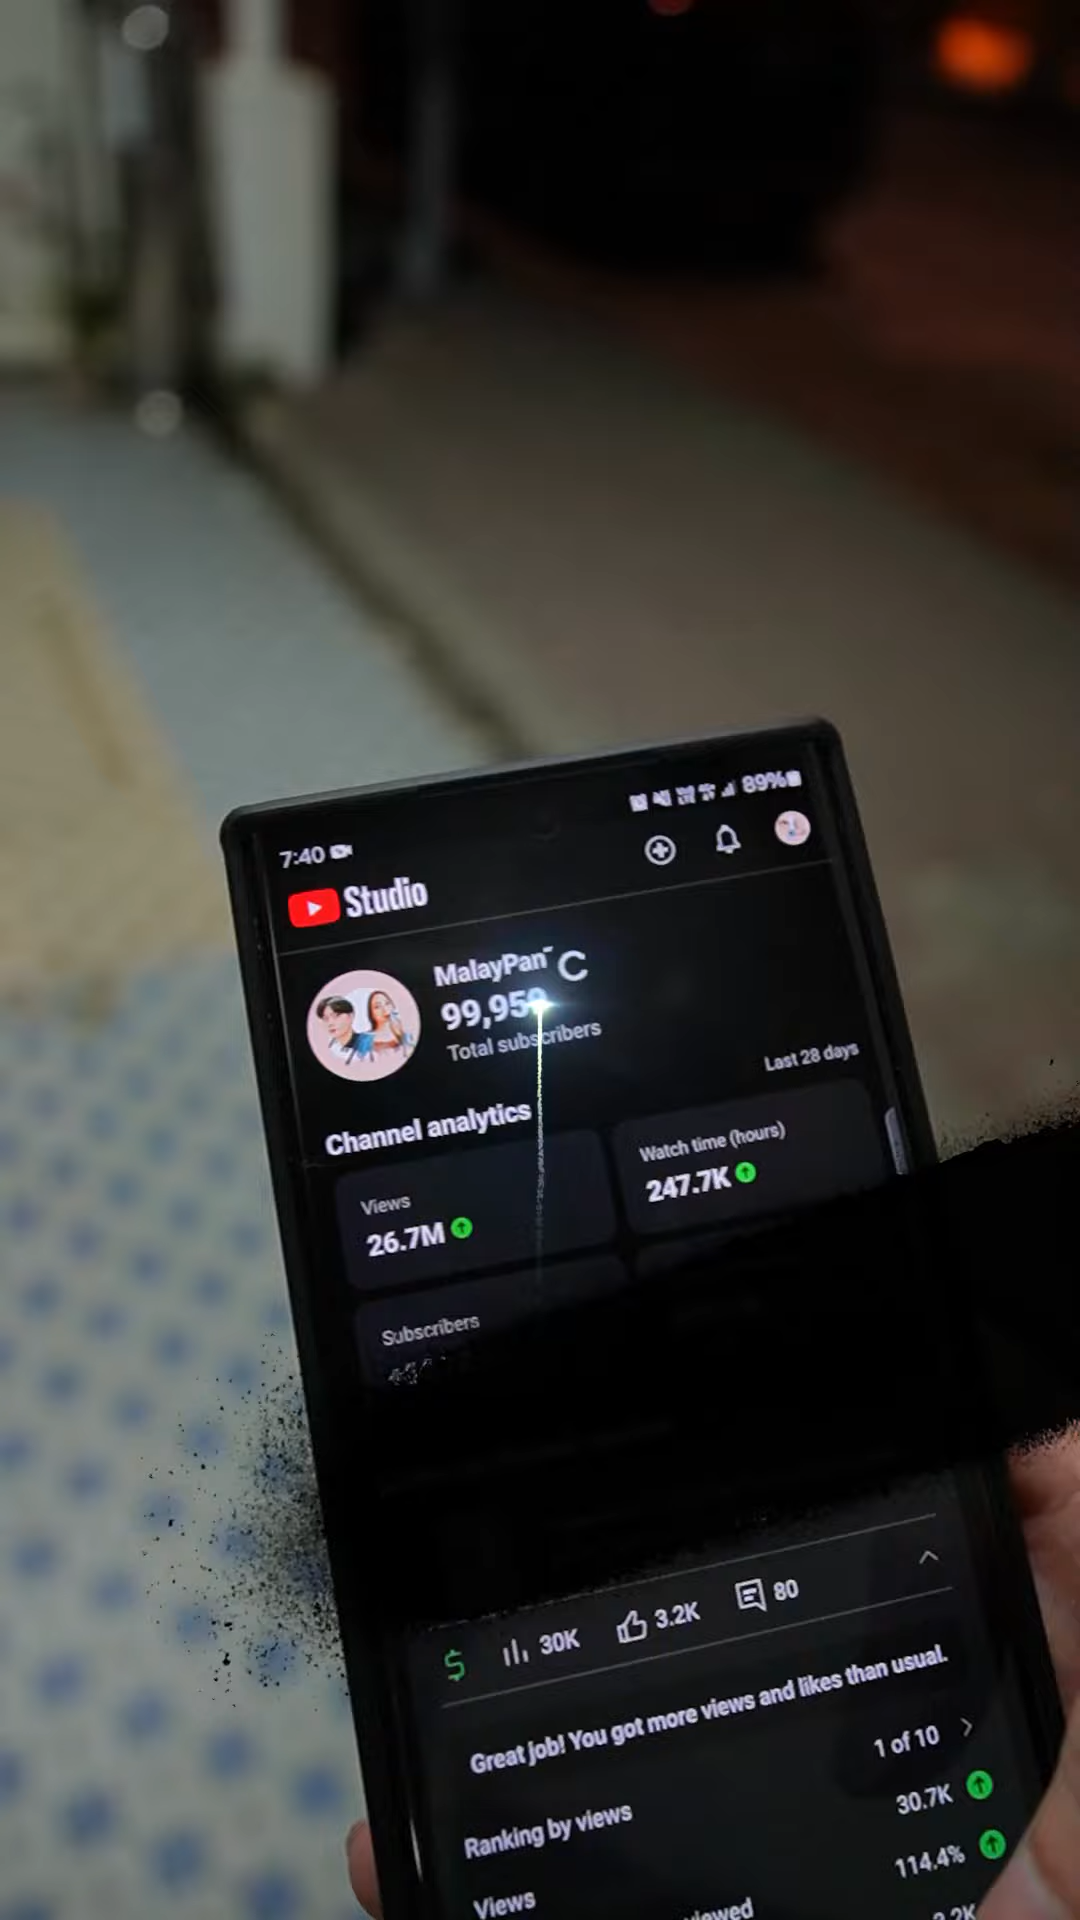 7:40
89%
Studio
MalayPan
C
99,959
Total subscribers
Last 28 days
Channel analytics
Views
26.7M
Watch time (hours)
247.7K
Subscribers
$ 30K 3.2K 80
Great job! You got more views and likes than usual.
Ranking by views
1 of 10
Views
30.7K
114.4%